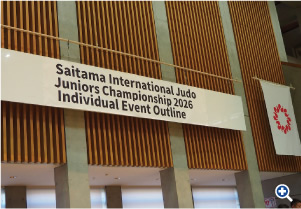 Saitama International Judo
Juniors Championship 2026
Individual Event Outline